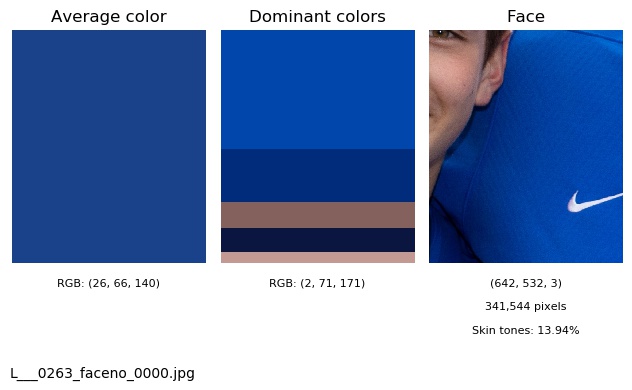 Average color
Dominant colors
Face
RGB: (26, 66, 140)
RGB: (2, 71, 171)
(642, 532, 3)
341,544 pixels
Skin tones: 13.94%
L___0263_faceno_0000.jpg